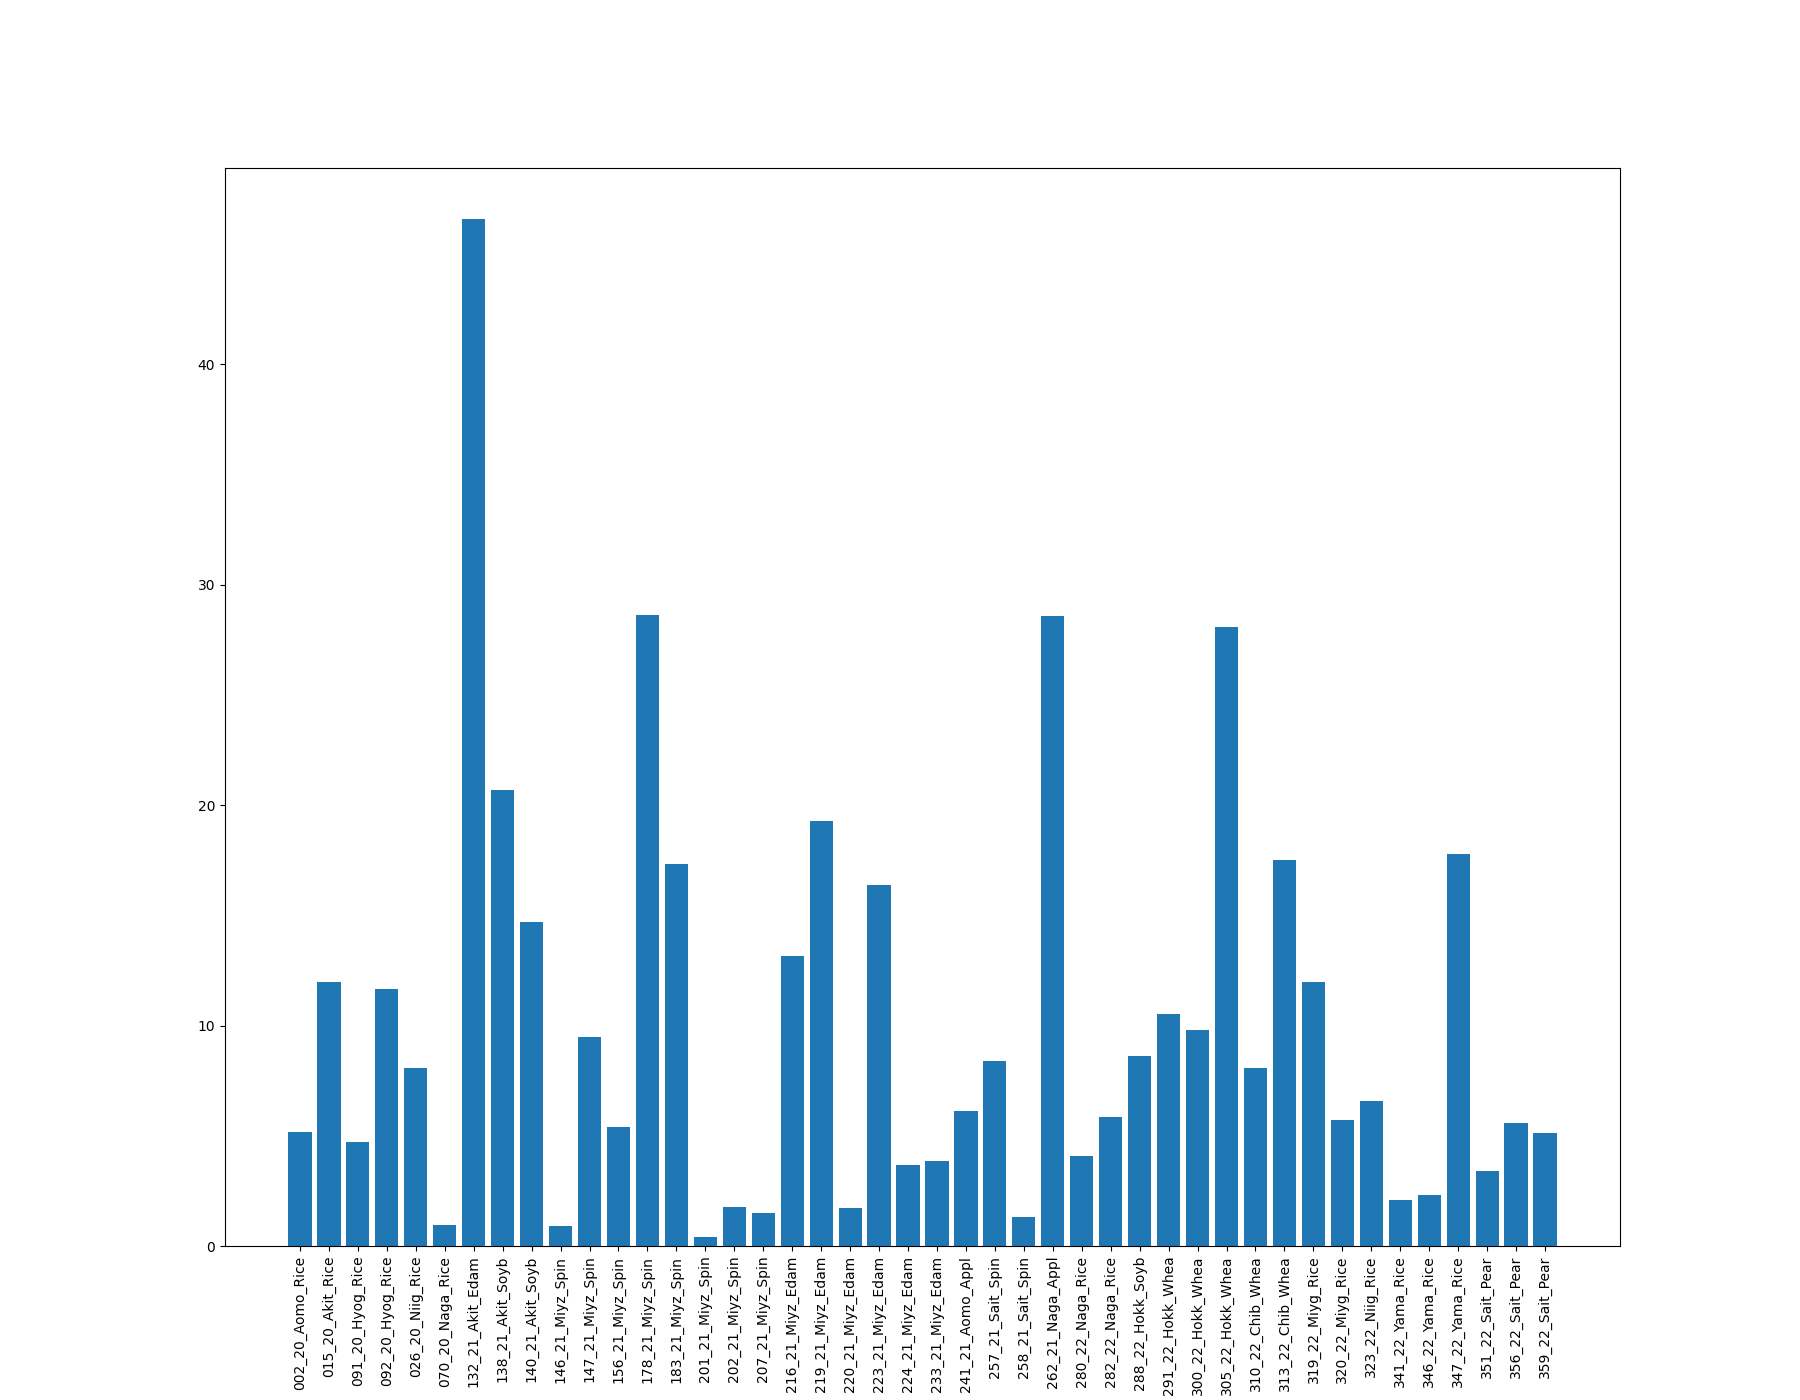 40
30
20
10
0
002_20_Aomo_Rice
015_20_Akit_Rice
091_20_Hyog_Rice
092_20_Hyog_Rice
026_20_Niig_Rice
070_20_Naga_Rice
132_21_Akit_Edam
138_21_Akit_Soyb
140_21_Akit_Soyb
146_21_Miyz_Spin
147_21_Miyz_Spin
156_21_Miyz_Spin
178_21_Miyz_Spin
183_21_Miyz_Spin
201_21_Miyz_Spin
202_21_Miyz_Spin
207_21_Miyz_Spin
216_21_Miyz_Edam
219_21_Miyz_Edam
220_21_Miyz_Edam
223_21_Miyz_Edam
224_21_Miyz_Edam
233_21_Miyz_Edam
241_21_Aomo_Appl
257_21_Sait_Spin
258_21_Sait_Spin
262_21_Naga_Appl
280_22_Naga_Rice
282_22_Naga_Rice
288_22_Hokk_Soyb
291_22_Hokk_Whea
300_22_Hokk_Whea
305_22_Hokk_Whea
310_22_Chib_Whea
313_22_Chib_Whea
319_22_Miyg_Rice
320_22_Miyg_Rice
323_22_Niig_Rice
341_22_Yama_Rice
346_22_Yama_Rice
347_22_Yama_Rice
351_22_Sait_Pear
356_22_Sait_Pear
359_22_Sait_Pear